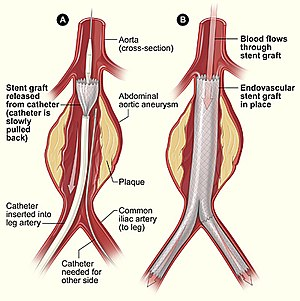 A
Aorta
(cross-section)
Stent graft
released
from catheter
(catheter is
slowly
pulled
back)
Abdominal
aortic aneurysm
Plaque
Catheter
inserted into
leg artery
Common
iliac artery
(to leg)
Catheter
needed for
other side
B
Blood flows
through
stent graft
Endovascular
stent graft
in place